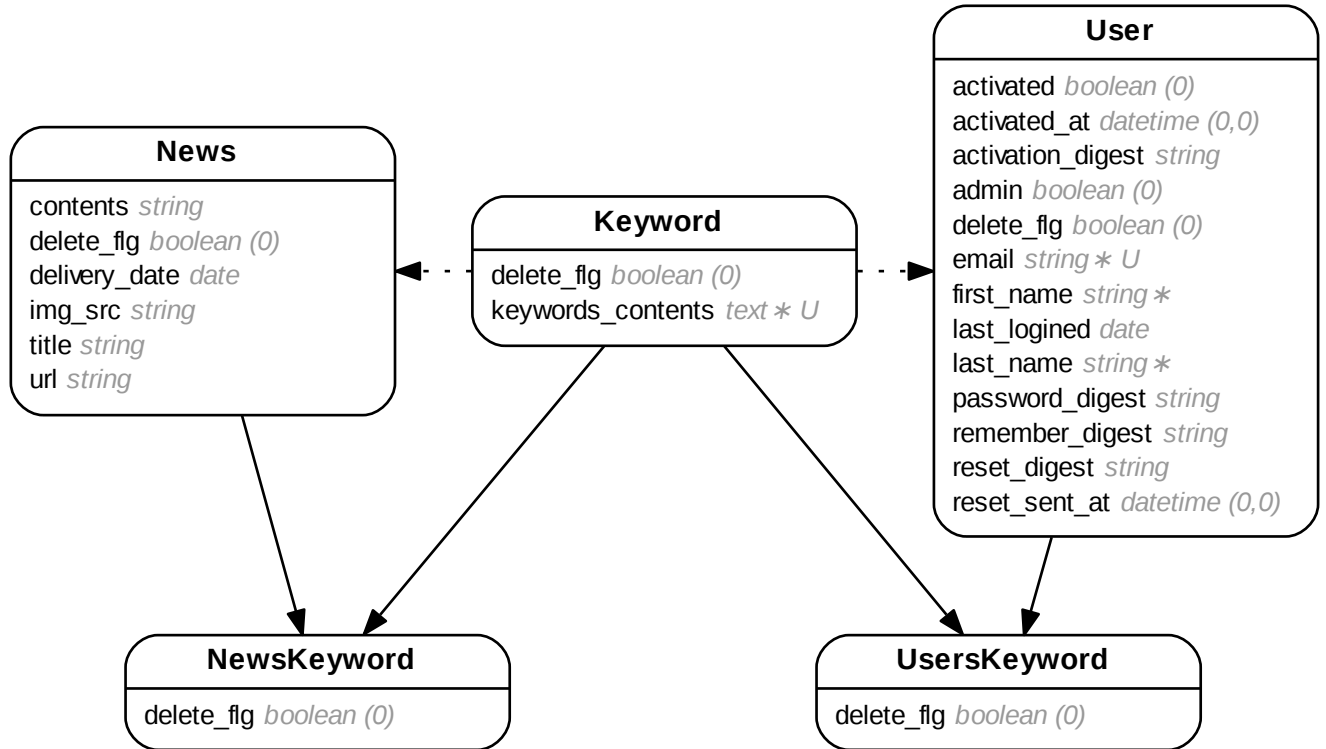 News
contents string
delete_flg boolean (0)
delivery_date date
img_src string
title string
url string
Keyword
delete_flg boolean (0)
keywords_contents text ∗ U
User
activated boolean (0)
activated_at datetime (0,0)
activation_digest string
admin boolean (0)
delete_flg boolean (0)
email string ∗ U
first_name string ∗
last_logined date
last_name string ∗
password_digest string
remember_digest string
reset_digest string
reset_sent_at datetime (0,0)
NewsKeyword
delete_flg boolean (0)
UsersKeyword
delete_flg boolean (0)